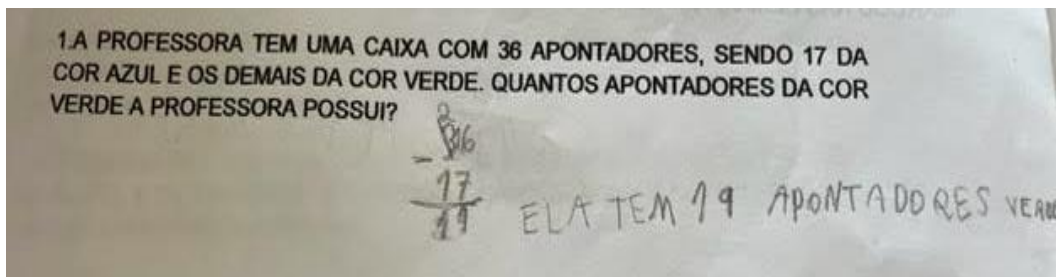 1.A PROFESSORA TEM UMA CAIXA COM 36 APONTADORES, SENDO 17 DA
COR AZUL E OS DEMAIS DA COR VERDE. QUANTOS APONTADORES DA COR
VERDE A PROFESSORA POSSUI?
2
316
-
17
19 ELA TEM 19 APONTADORES